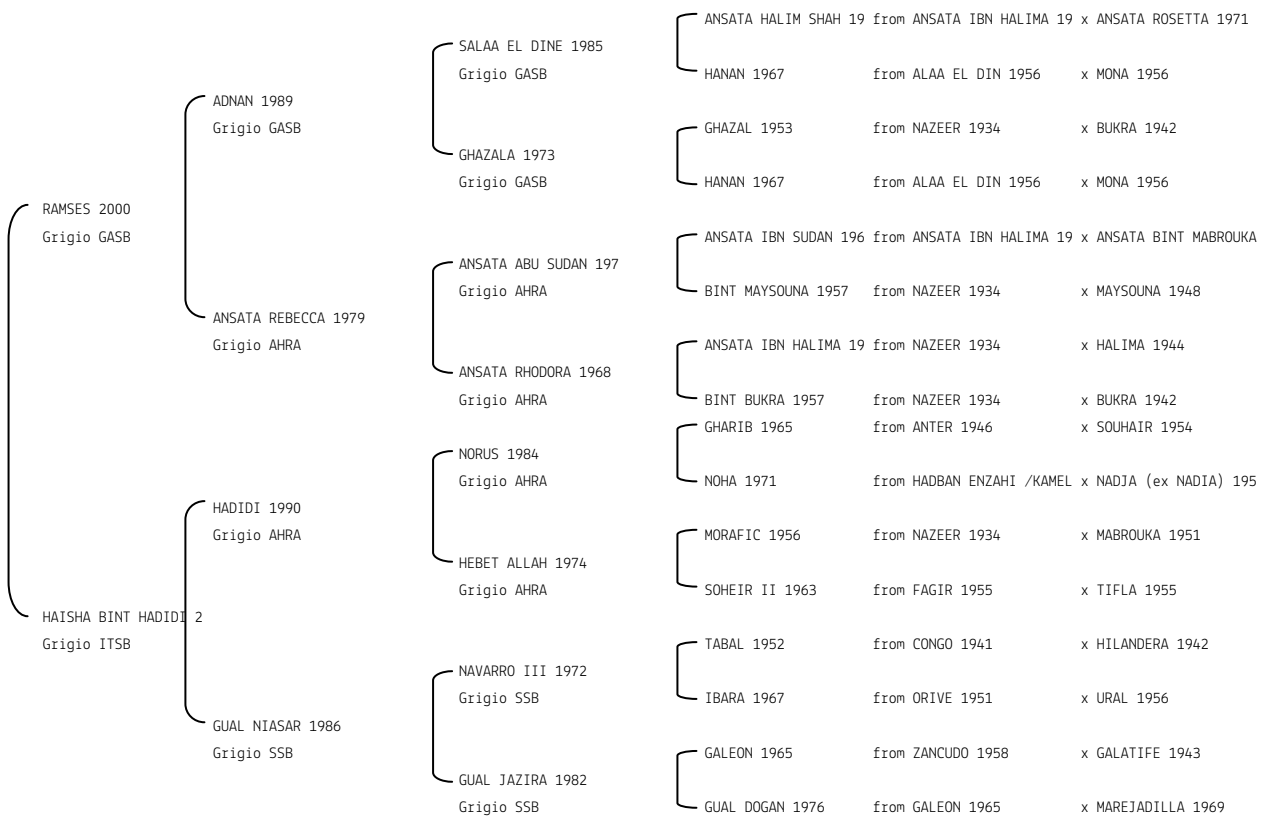 ANSATA HALIM SHAH 19 from ANSATA IBN HALIMA 19 x ANSATA ROSETTA 1971
SALAA EL DINE 1985
Grigio GASB
HANAN 1967 from ALAA EL DIN 1956 x MONA 1956
ADNAN 1989
Grigio GASB
GHAZAL 1953 from NAZEER 1934 x BUKRA 1942
GHAZALA 1973
Grigio GASB
HANAN 1967 from ALAA EL DIN 1956 x MONA 1956
RAMSES 2000
Grigio GASB
ANSATA IBN SUDAN 196 from ANSATA IBN HALIMA 19 x ANSATA BINT MABROUKA
ANSATA ABU SUDAN 197
Grigio AHRA
BINT MAYSOUNA 1957 from NAZEER 1934 x MAYSOUNA 1948
ANSATA REBECCA 1979
Grigio AHRA
ANSATA IBN HALIMA 19 from NAZEER 1934 x HALIMA 1944
ANSATA RHODORA 1968
Grigio AHRA
BINT BUKRA 1957 from NAZEER 1934 x BUKRA 1942
GHARIB 1965 from ANTER 1946 x SOUHAIR 1954
NORUS 1984
Grigio AHRA
NOHA 1971 from HADBAN ENZAHI /KAMEL x NADJA (ex NADIA) 195
HADIDI 1990
Grigio AHRA
MORAFIC 1956 from NAZEER 1934 x MABROUKA 1951
HEBET ALLAH 1974
Grigio AHRA
SOHEIR II 1963 from FAGIR 1955 x TIFLA 1955
HAISHA BINT HADIDI 2
Grigio ITSB
TABAL 1952 from CONGO 1941 x HILANDERA 1942
NAVARRO III 1972
Grigio SSB
IBARA 1967 from ORIVE 1951 x URAL 1956
GUAL NIASAR 1986
Grigio SSB
GALEON 1965 from ZANCUDO 1958 x GALATIFE 1943
GUAL JAZIRA 1982
Grigio SSB
GUAL DOGAN 1976 from GALEON 1965 x MAREJADILLA 1969